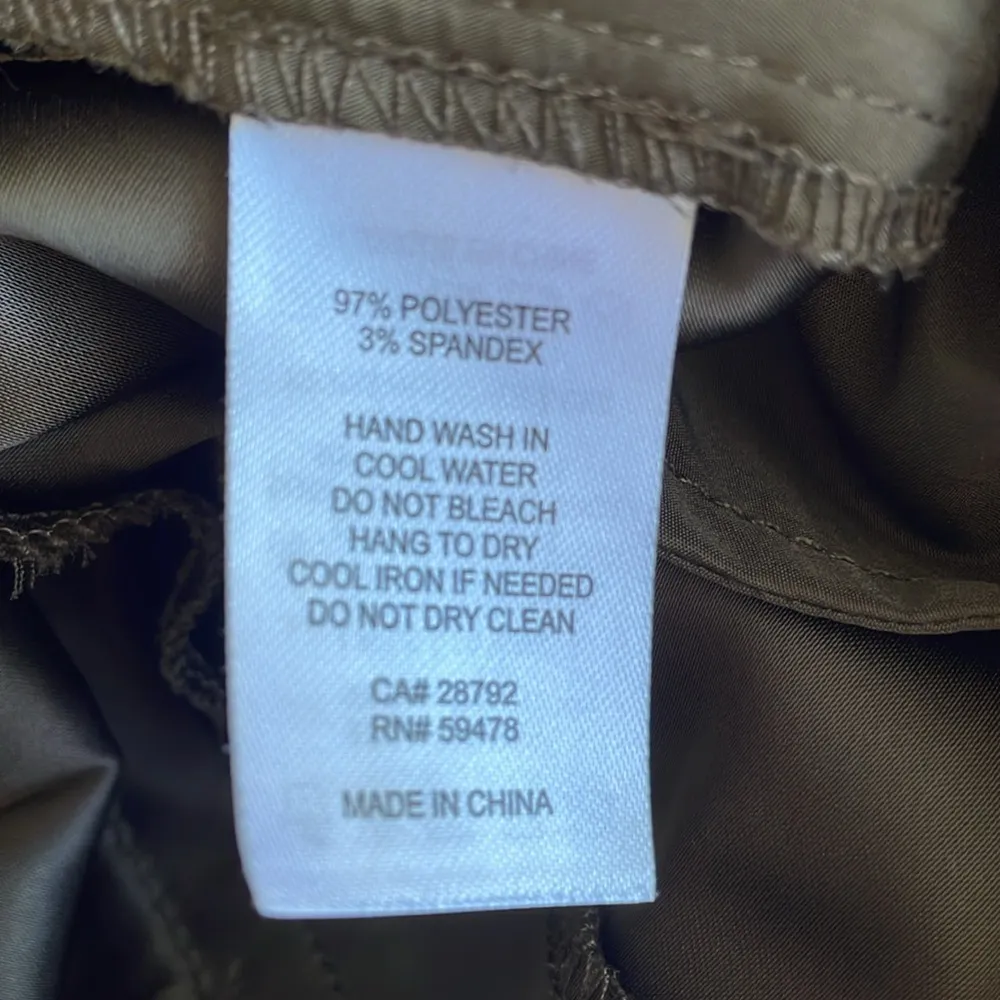 97% POLYESTER
3% SPANDEX
HAND WASH IN
COOL WATER
DO NOT BLEACH
HANG TO DRY
COOL IRON IF NEEDED
DO NOT DRY CLEAN
CA# 28792
RN# 59478
MADE IN CHINA